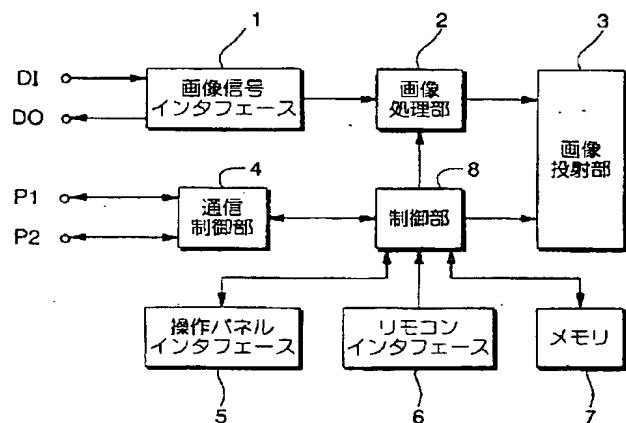 1
2
3
DI
DO
画像信号
インタフェース
画像
処理部
画像
投射部
4
8
P1
P2
通信
制御部
制御部
操作パネル
インタフェース
リモコン
インタフェース
メモリ
5
6
7